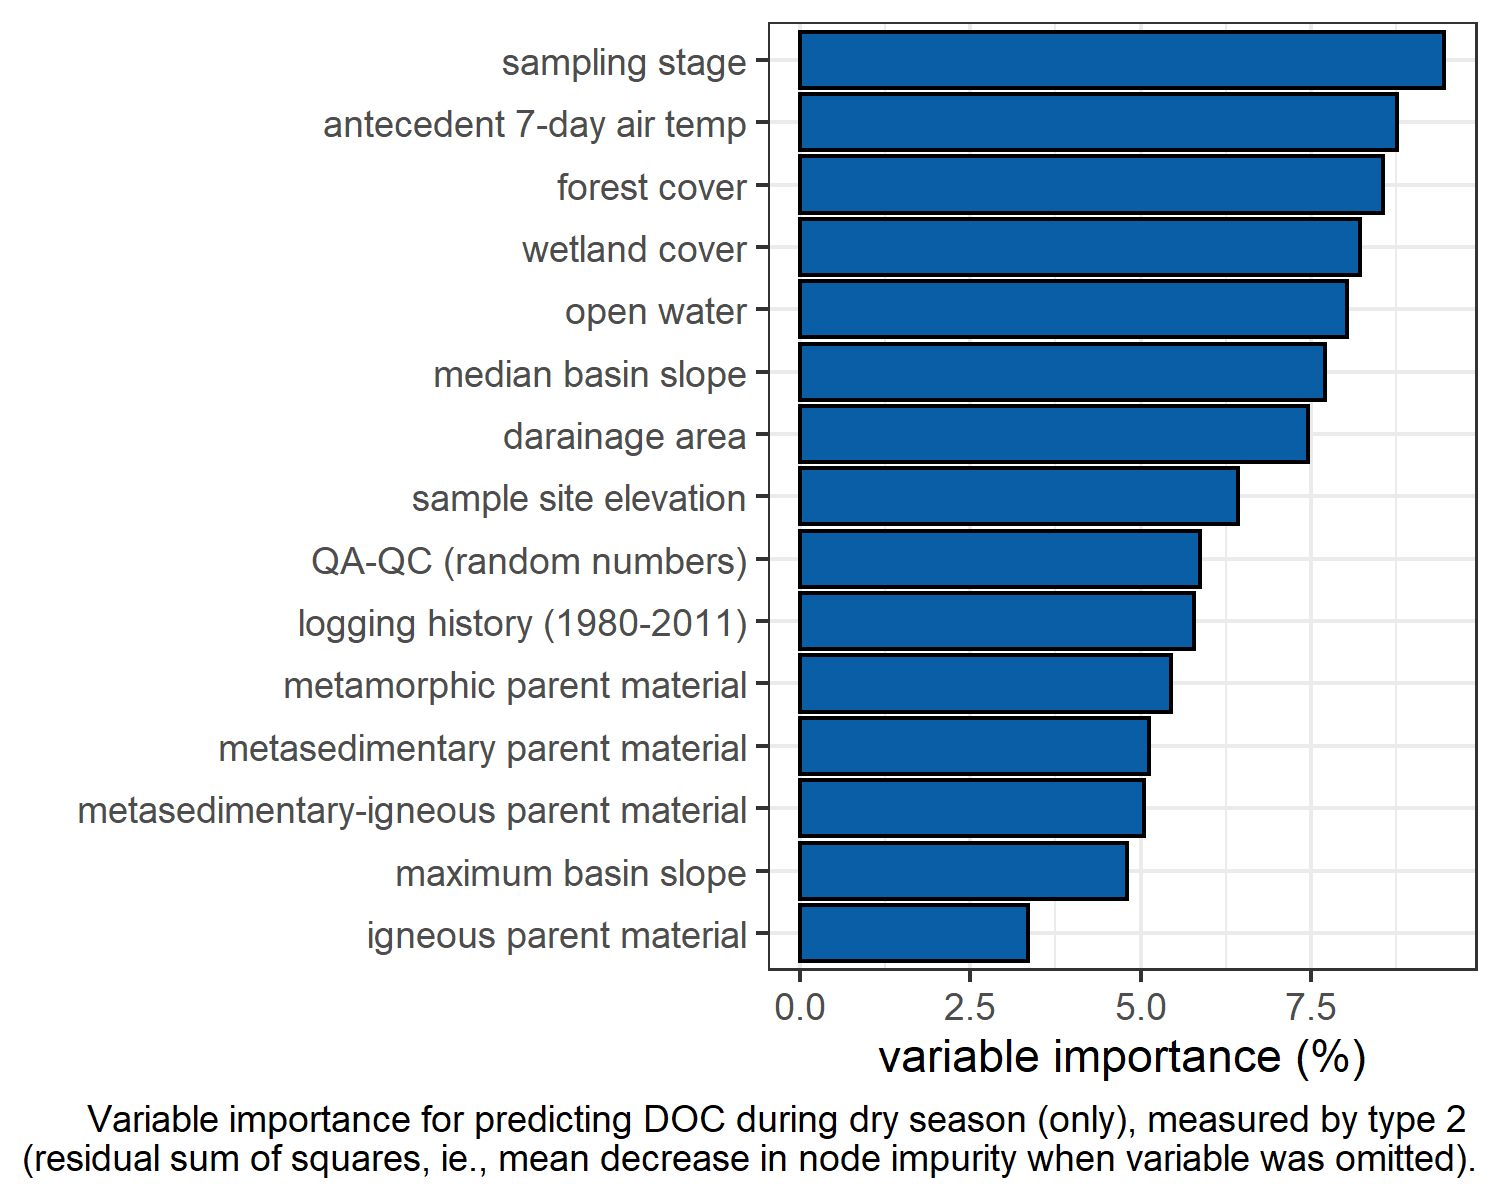 sampling stage
antecedent 7-day air temp
forest cover
wetland cover
open water
median basin slope
darainage area
sample site elevation
QA-QC (random numbers)
logging history (1980-2011)
metamorphic parent material
metasedimentary parent material
metasedimentary-igneous parent material
maximum basin slope
igneous parent material
0.0 2.5 5.0 7.5
variable importance (%)
Variable importance for predicting DOC during dry season (only), measured by type 2
(residual sum of squares, ie., mean decrease in node impurity when variable was omitted).